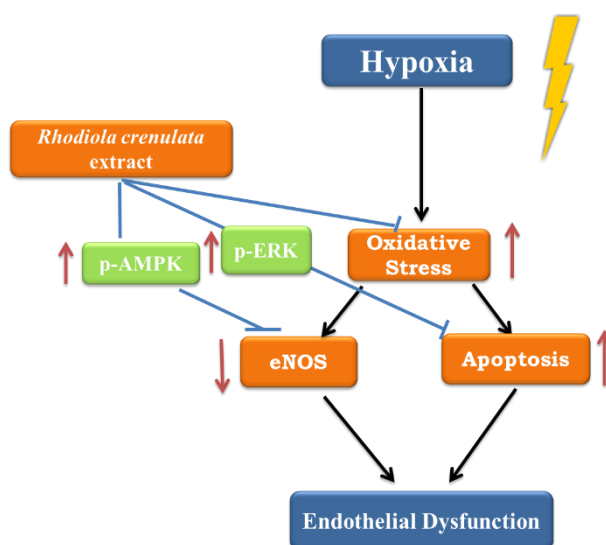 Hypoxia
Rhodiola crenulata
extract
p-AMPK
p-ERK
Oxidative
Stress
eNOS
Apoptosis
Endothelial Dysfunction